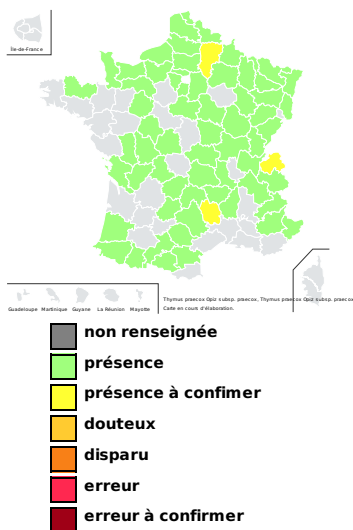 Île-de-France
Guadeloupe Martinique Guyane La Réunion Mayotte
Thymus praecox Opiz subsp. praecox, Thymus praecox Opiz subsp. praecox
Carte en cours d'élaboration.
non renseignée
présence
présence à confimer
douteux
disparu
erreur
erreur à confirmer